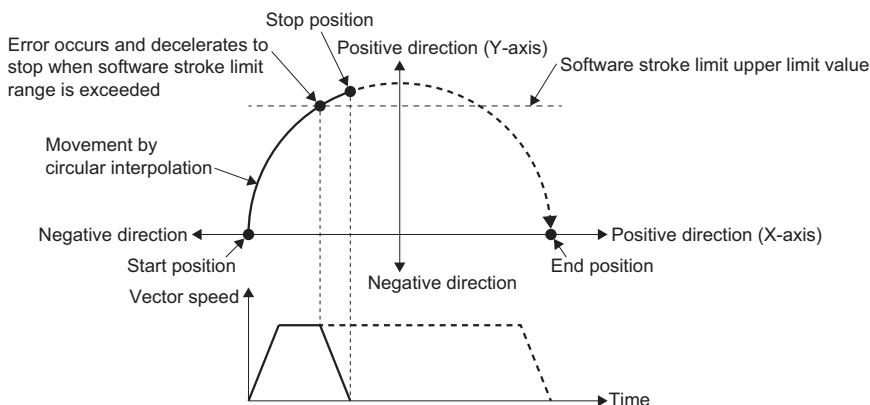 Stop position
Error occurs and decelerates to
stop when software stroke limit
range is exceeded
Positive direction (Y-axis)
Software stroke limit upper limit value
Movement by
circular interpolation
Negative direction
Positive direction (X-axis)
Start position
End position
Negative direction
Vector speed
Time